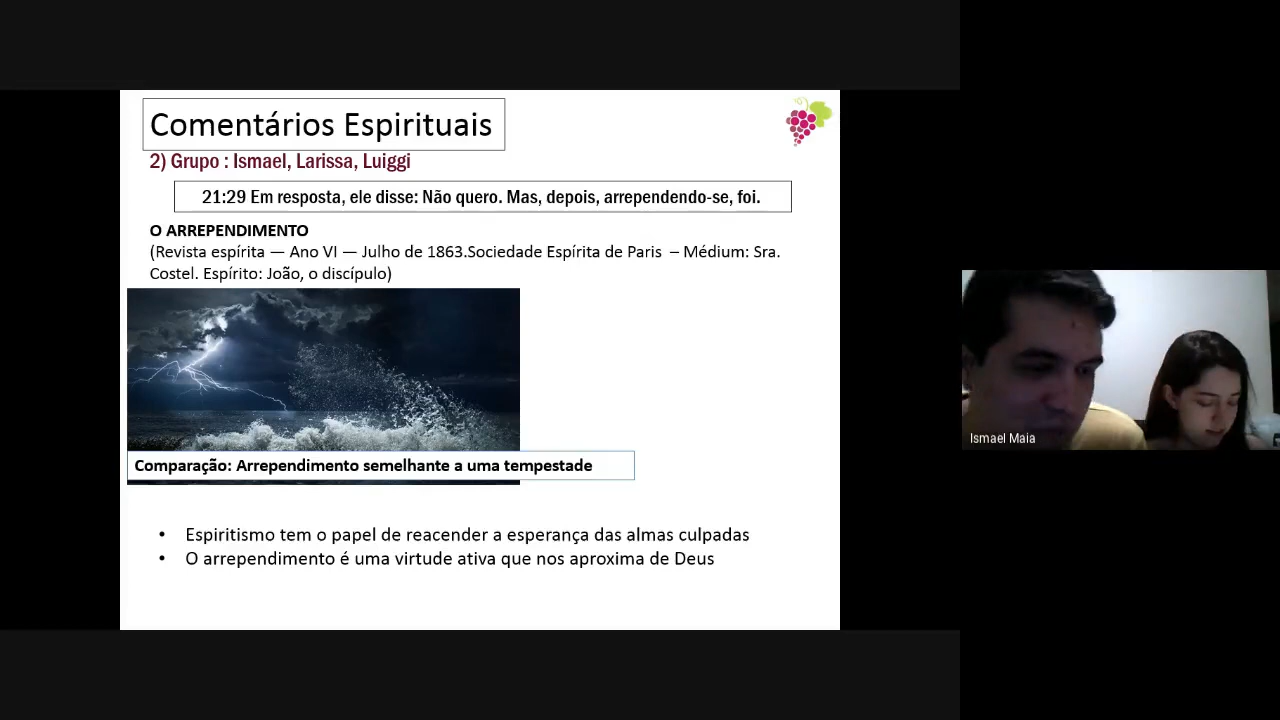 Comentários Espirituais
2) Grupo : Ismael, Larissa, Luiggi
21:29 Em resposta, ele disse: Não quero. Mas, depois, arrependendo-se, foi.
O ARREPENDIMENTO
(Revista espírita — Ano VI — Julho de 1863.Sociedade Espírita de Paris – Médium: Sra.
Costel. Espírito: João, o discípulo)
Comparação: Arrependimento semelhante a uma tempestade
• Espiritismo tem o papel de reacender a esperança das almas culpadas
• O arrependimento é uma virtude ativa que nos aproxima de Deus
Ismael Maia